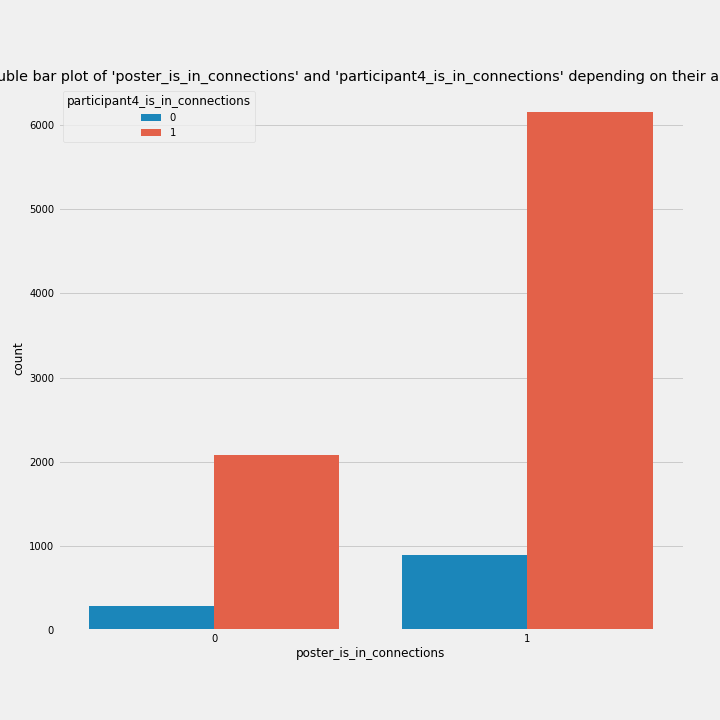 bar plot of 'poster_is_in_connections' and 'participant4_is_in_connections' depending on their
participant4_is_in_connections
0
1
6000
5000
4000
3000
2000
1000
0
count
0
1
poster_is_in_connections